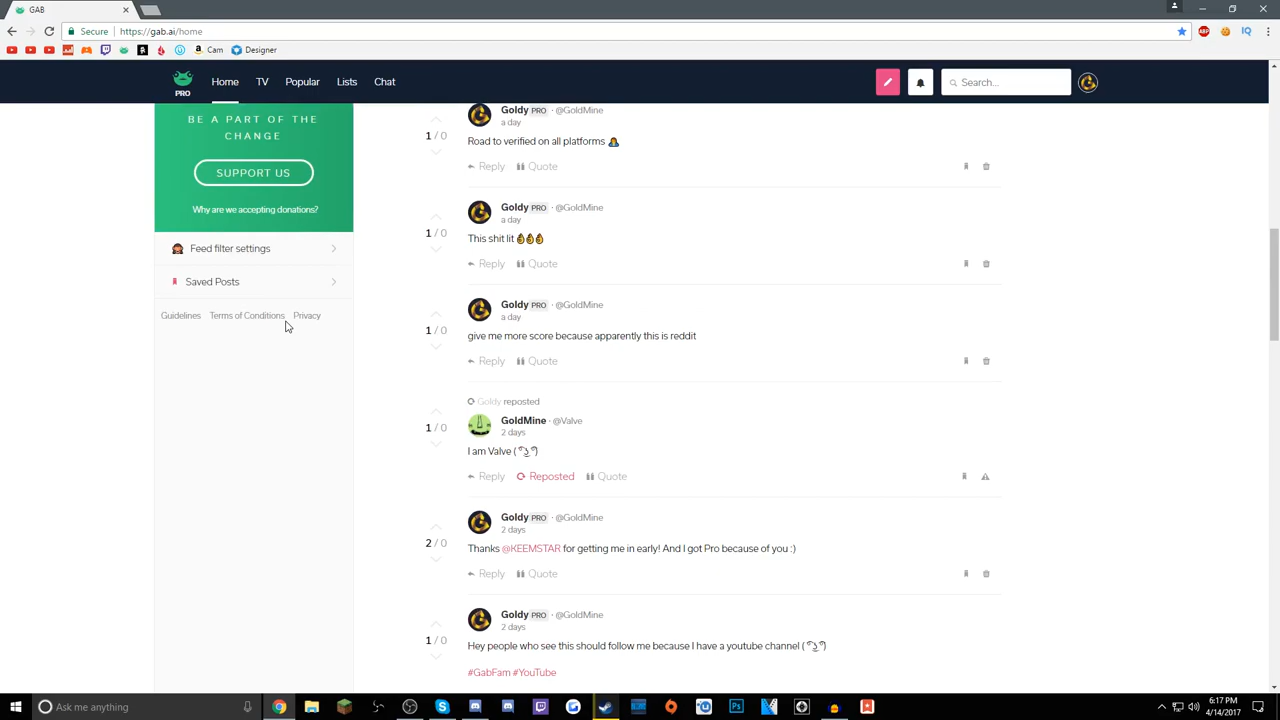 GAB
Secure | https://gab.ai/home
Cam
Designer
PRO
Home
TV
Popular
Lists
Chat
Search...
BE A PART OF THE
CHANGE
SUPPORT US
Why are we accepting donations?
Feed filter settings
Saved Posts
Guidelines Terms of Conditions Privacy
Goldy PRO · @GoldMine
a day
1 / 0
Road to verified on all platforms
Reply Quote
Goldy PRO · @GoldMine
a day
1 / 0
This shit lit 👌👌👌
Reply Quote
Goldy PRO · @GoldMine
a day
1 / 0
give me more score because apparently this is reddit
Reply Quote
Goldy reposted
GoldMine · @Valve
2 days
1 / 0
I am Valve ( ͡° ͜ʖ ͡°)
Reply Reposted Quote
Goldy PRO · @GoldMine
2 days
2 / 0
Thanks @KEEMSTAR for getting me in early! And I got Pro because of you :)
Reply Quote
Goldy PRO · @GoldMine
2 days
1 / 0
Hey people who see this should follow me because I have a youtube channel ( ͡° ͜ʖ ͡°)
#GabFam #YouTube
Ask me anything
6:17 PM
4/14/2017